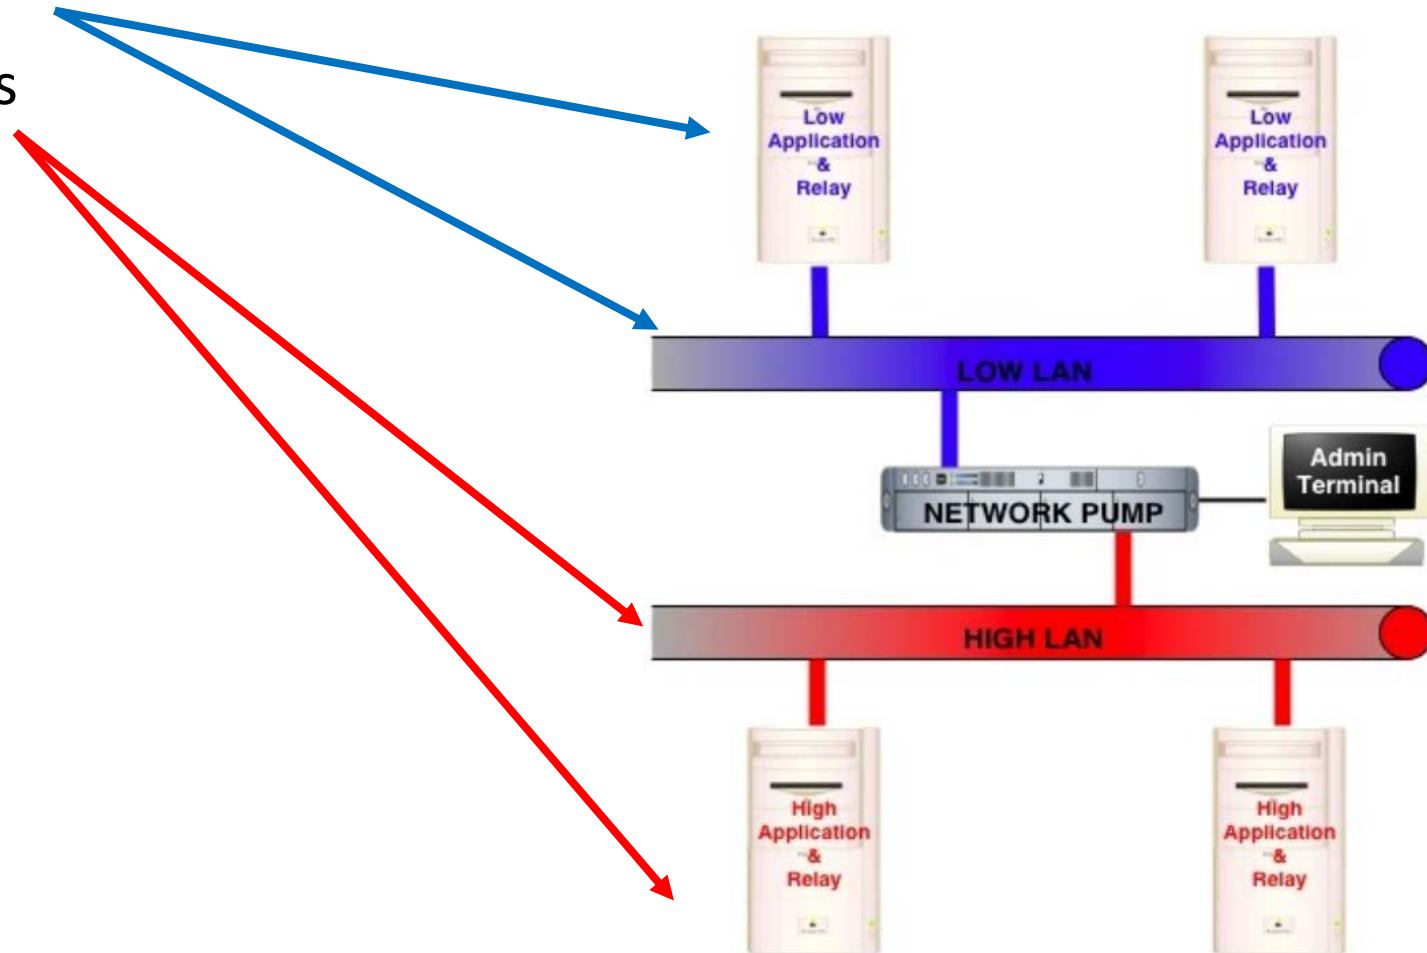 s
Low
Application
&
Relay
Low
Application
&
Relay
LOW LAN
Admin
Terminal
NETWORK PUMP
HIGH LAN
High
Application
&
Relay
High
Application
&
Relay